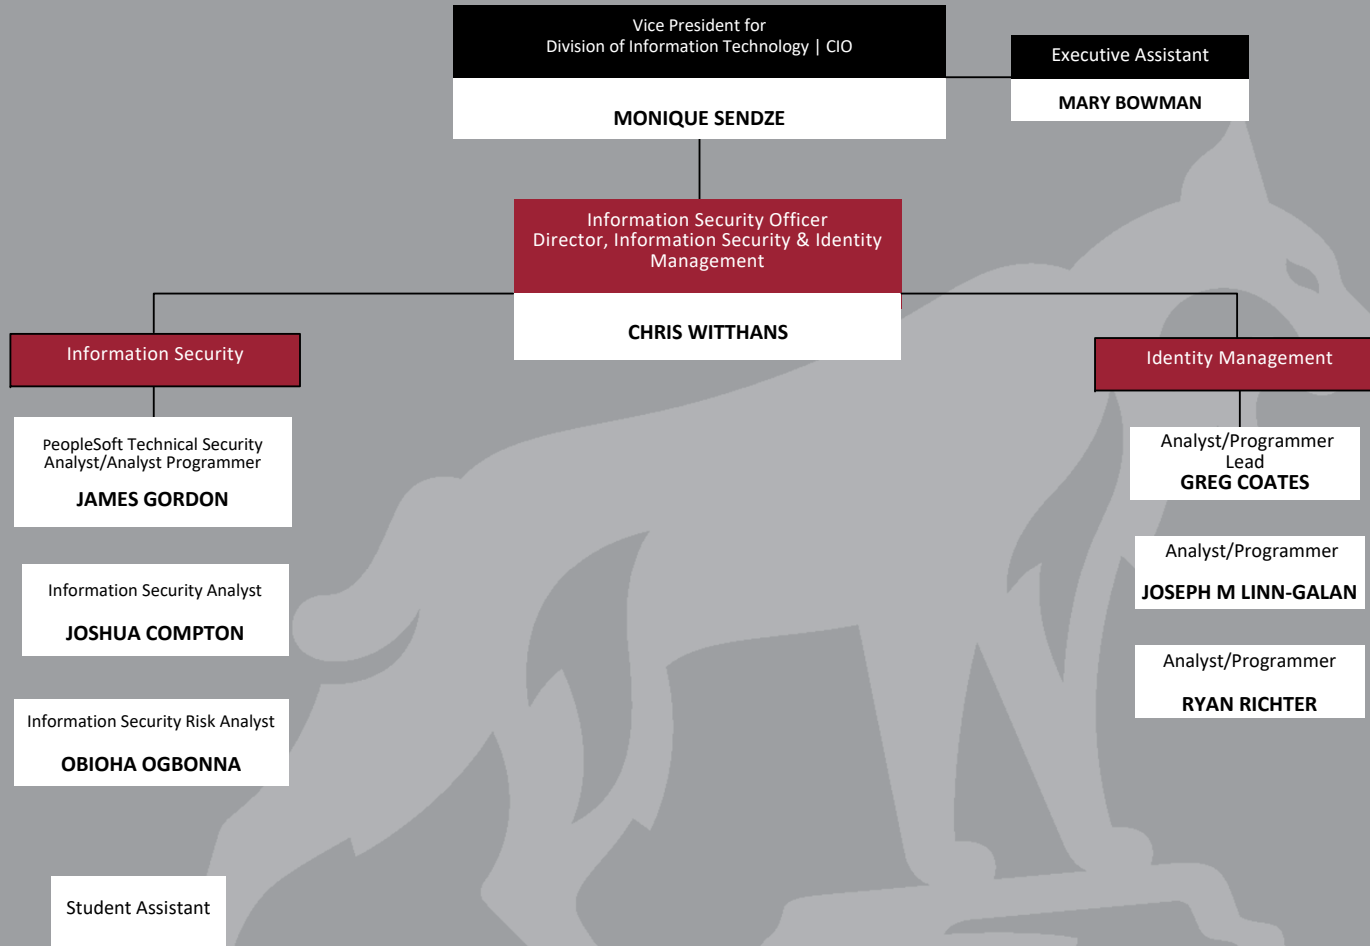 Vice President for
Division of Information Technology | CIO
MONIQUE SENDZE
Executive Assistant
MARY BOWMAN
Information Security Officer
Director, Information Security & Identity
Management
CHRIS WITTHANS
Information Security
PeopleSoft Technical Security
Analyst/Analyst Programmer
JAMES GORDON
Information Security Analyst
JOSHUA COMPTON
Information Security Risk Analyst
OBIOHA OGBONNA
Student Assistant
Identity Management
Analyst/Programmer
Lead
GREG COATES
Analyst/Programmer
JOSEPH M LINN-GALAN
Analyst/Programmer
RYAN RICHTER